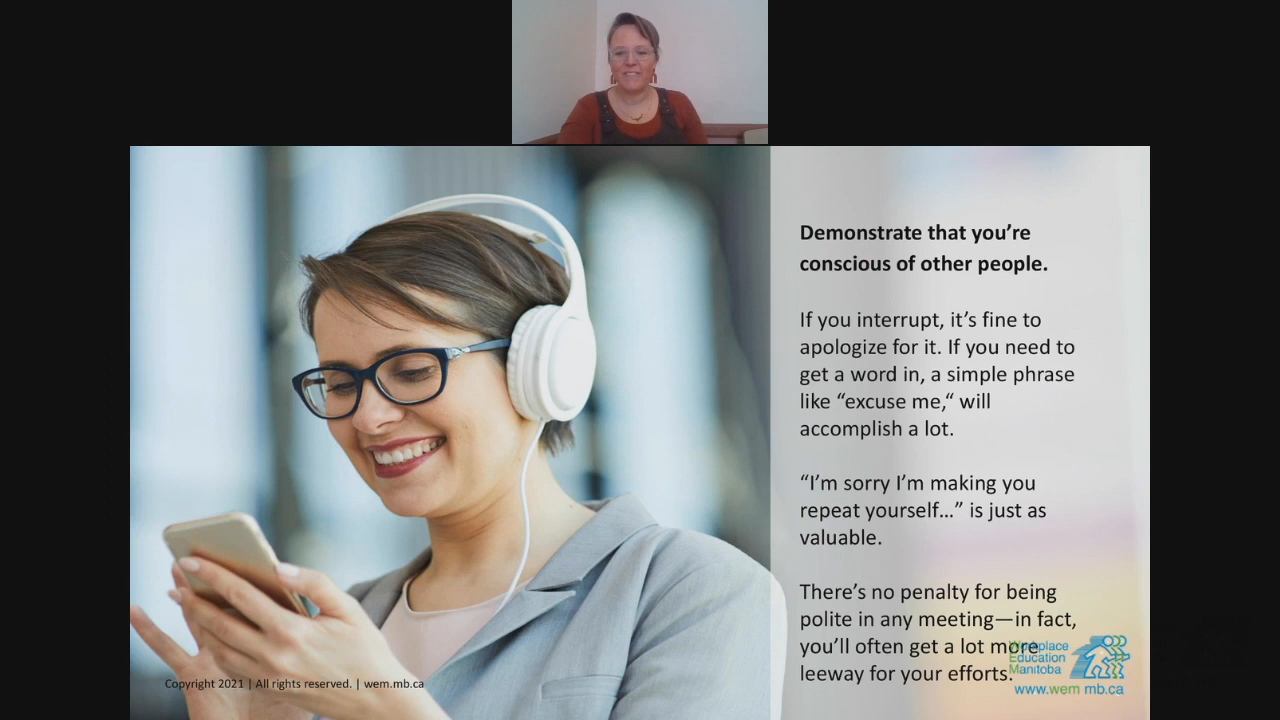 Demonstrate that you’re
conscious of other people.
If you interrupt, it’s fine to
apologize for it. If you need to
get a word in, a simple phrase
like “excuse me,“ will
accomplish a lot.
“I’m sorry I’m making you
repeat yourself…” is just as
valuable.
There’s no penalty for being
polite in any meeting—in fact,
you’ll often get a lot more
leeway for your efforts.
Workplace
Education
Manitoba
www.wem.mb.ca
Copyright 2021 | All rights reserved. | wem.mb.ca